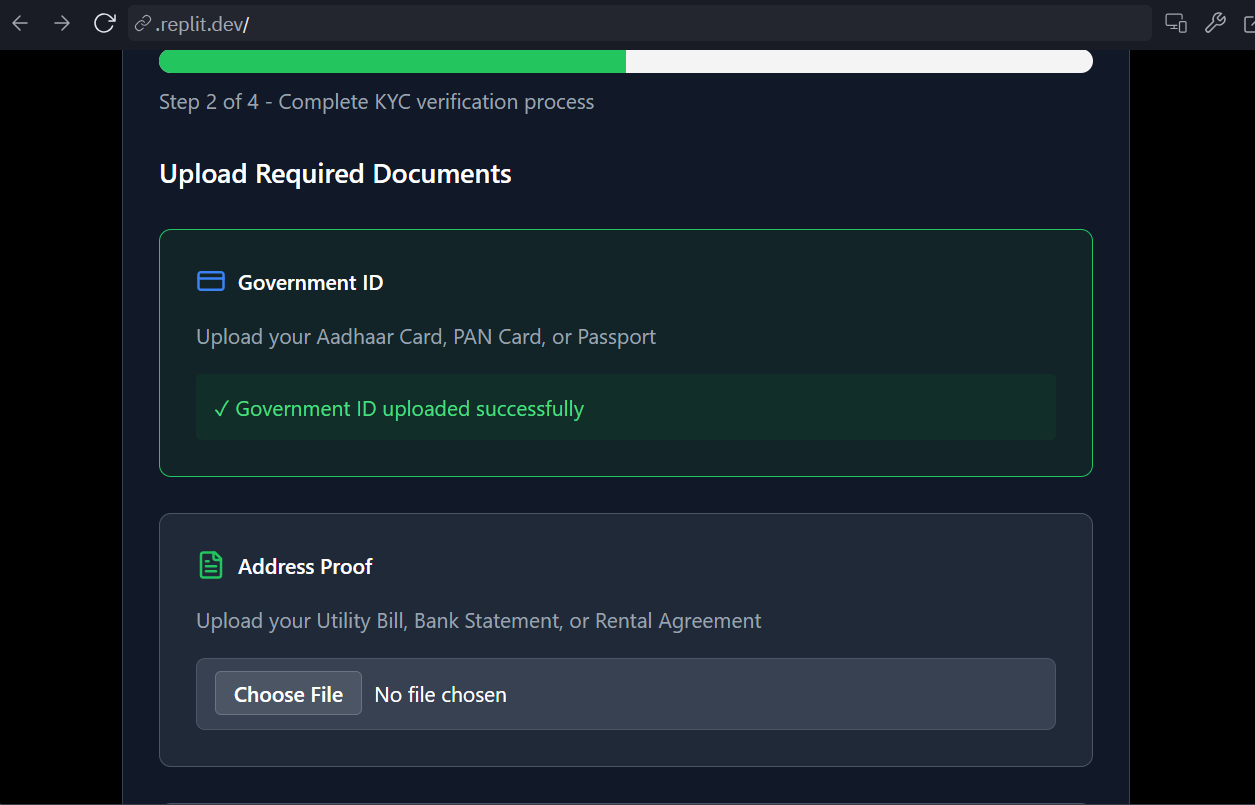 .replit.dev/
Step 2 of 4 - Complete KYC verification process
Upload Required Documents
Government ID
Upload your Aadhaar Card, PAN Card, or Passport
✓ Government ID uploaded successfully
Address Proof
Upload your Utility Bill, Bank Statement, or Rental Agreement
Choose File No file chosen